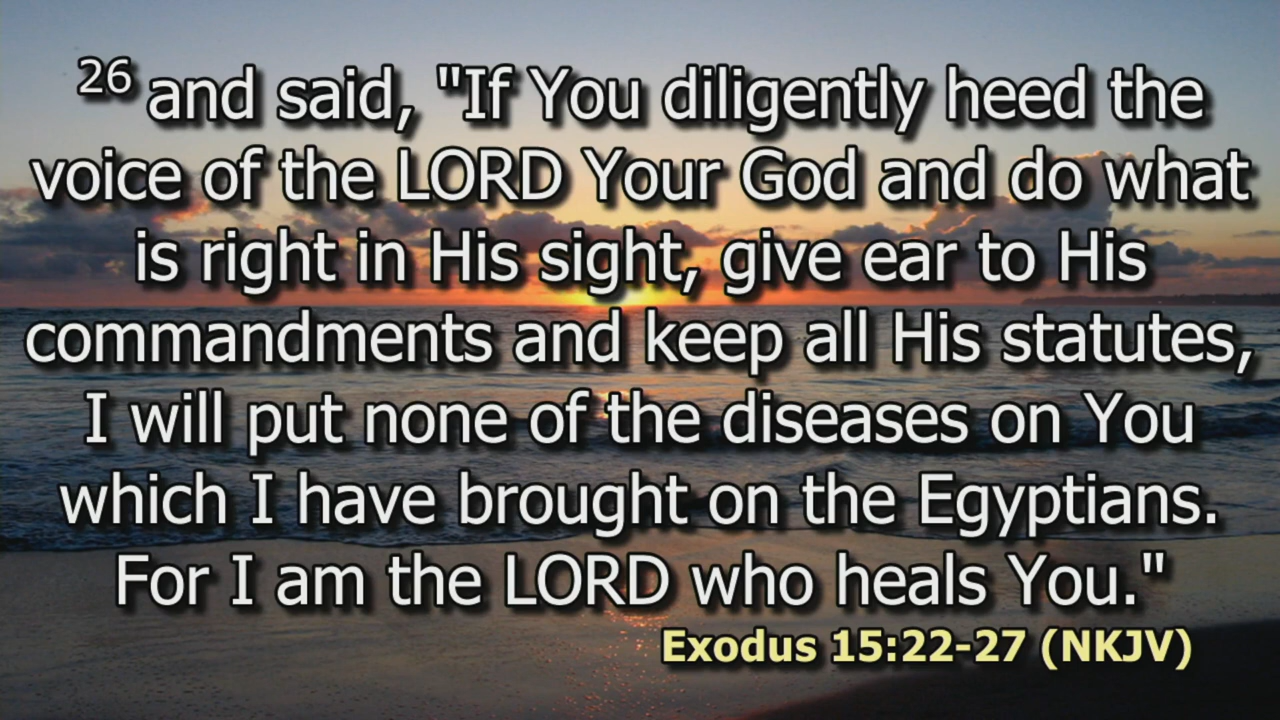 26 and said, "If You diligently heed the
voice of the LORD Your God and do what
is right in His sight, give ear to His
commandments and keep all His statutes,
I will put none of the diseases on You
which I have brought on the Egyptians.
For I am the LORD who heals You."
Exodus 15:22-27 (NKJV)